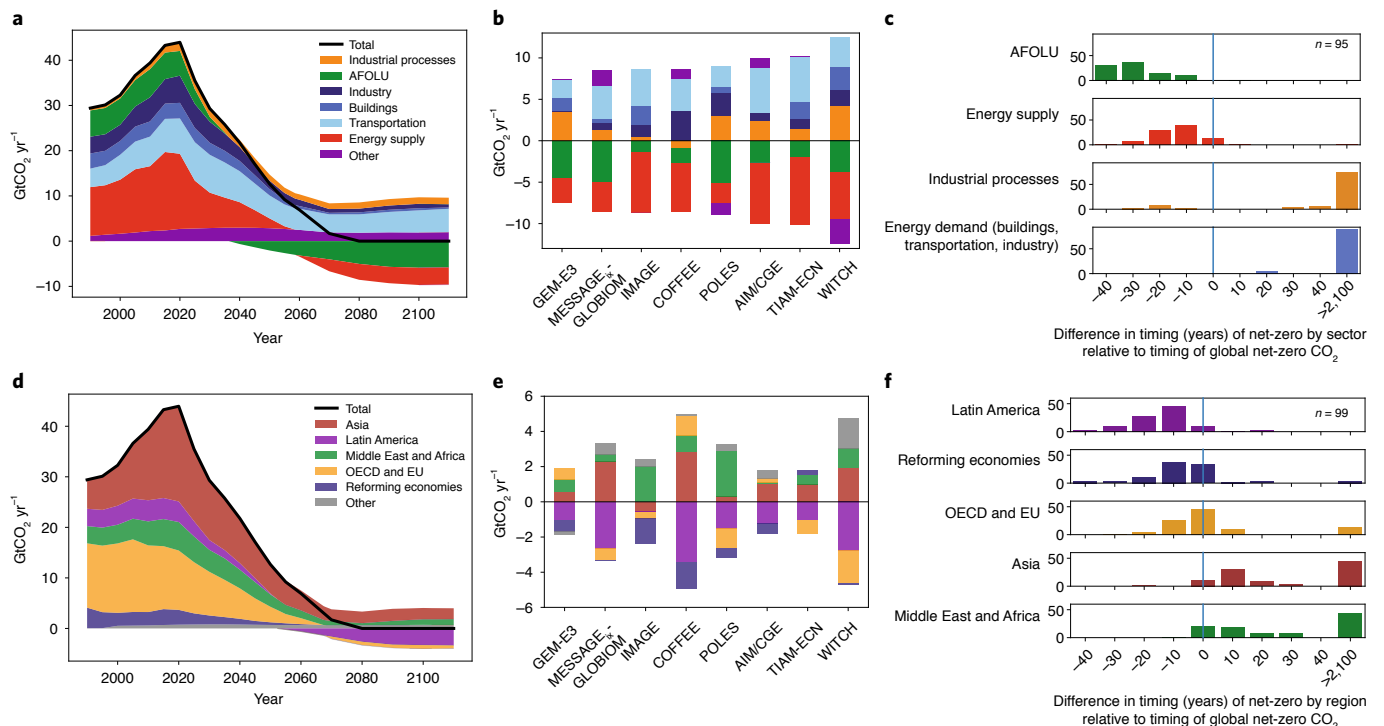 a
GtCO2 yr−1
40
30
20
10
0
−10
2000
2020
2040
2060
2080
2100
Year
Total
Industrial processes
AFOLU
Industry
Buildings
Transportation
Energy supply
Other
b
GtCO2 yr−1
10
5
0
−5
−10
GEM-E3
MESSAGEix-
GLOBIOM
IMAGE
COFFEE
POLES
AIM/CGE
TIAM-ECN
WITCH
c
n = 95
AFOLU
50
0
Energy supply
50
0
Industrial processes
50
0
Energy demand (buildings,
transportation, industry)
50
0
−40
−30
−20
−10
0
10
20
30
40
>2,100
Difference in timing (years) of net-zero by sector
relative to timing of global net-zero CO2
d
GtCO2 yr−1
40
30
20
10
0
2000
2020
2040
2060
2080
2100
Year
Total
Asia
Latin America
Middle East and Africa
OECD and EU
Reforming economies
Other
e
GtCO2 yr−1
6
4
2
0
−2
−4
−6
GEM-E3
MESSAGEix-
GLOBIOM
IMAGE
COFFEE
POLES
AIM/CGE
TIAM-ECN
WITCH
f
n = 99
Latin America
50
0
Reforming economies
50
0
OECD and EU
50
0
Asia
50
0
Middle East and Africa
50
0
−40
−30
−20
−10
0
10
20
30
40
>2,100
Difference in timing (years) of net-zero by region
relative to timing of global net-zero CO2